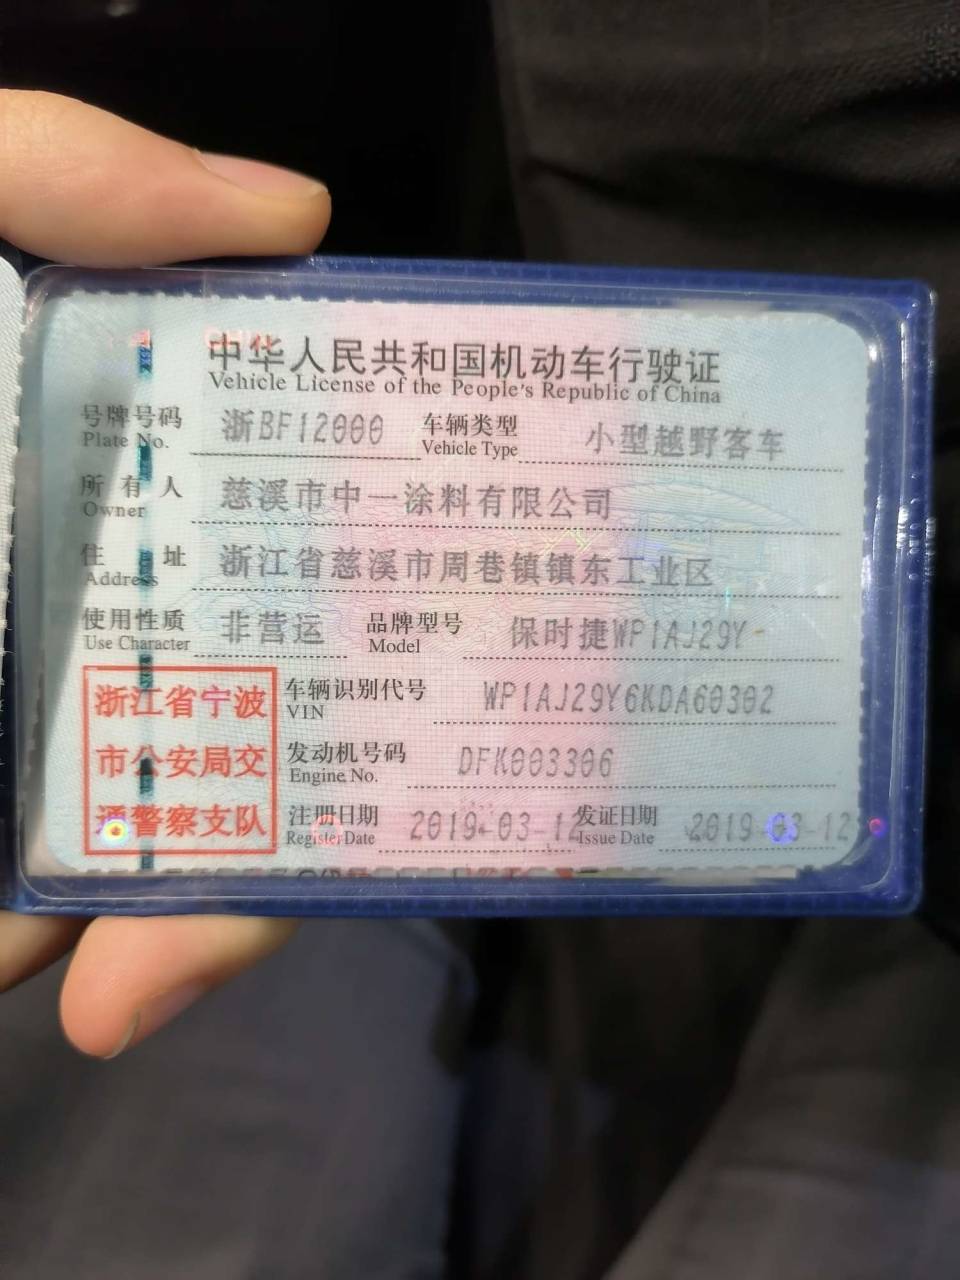 中华人民共和国机动车行驶证
Vehicle License of the People's Republic of China
号牌号码 浙BF12000 车辆类型 小型越野客车
Plate No. Vehicle Type
所有人 慈溪市中一涂料有限公司
Owner
住址 浙江省慈溪市周巷镇镇东工业区
Address
使用性质 非营运 品牌型号 保时捷WP1AJ29Y
Use Character Model
浙江省宁波
市公安局交
通警察支队
车辆识别代号 WP1AJ29Y6KDA60302
VIN
发动机号码 DFK003306
Engine No.
注册日期 2019-03-12 发证日期 2019-03-12
Register Date Issue Date